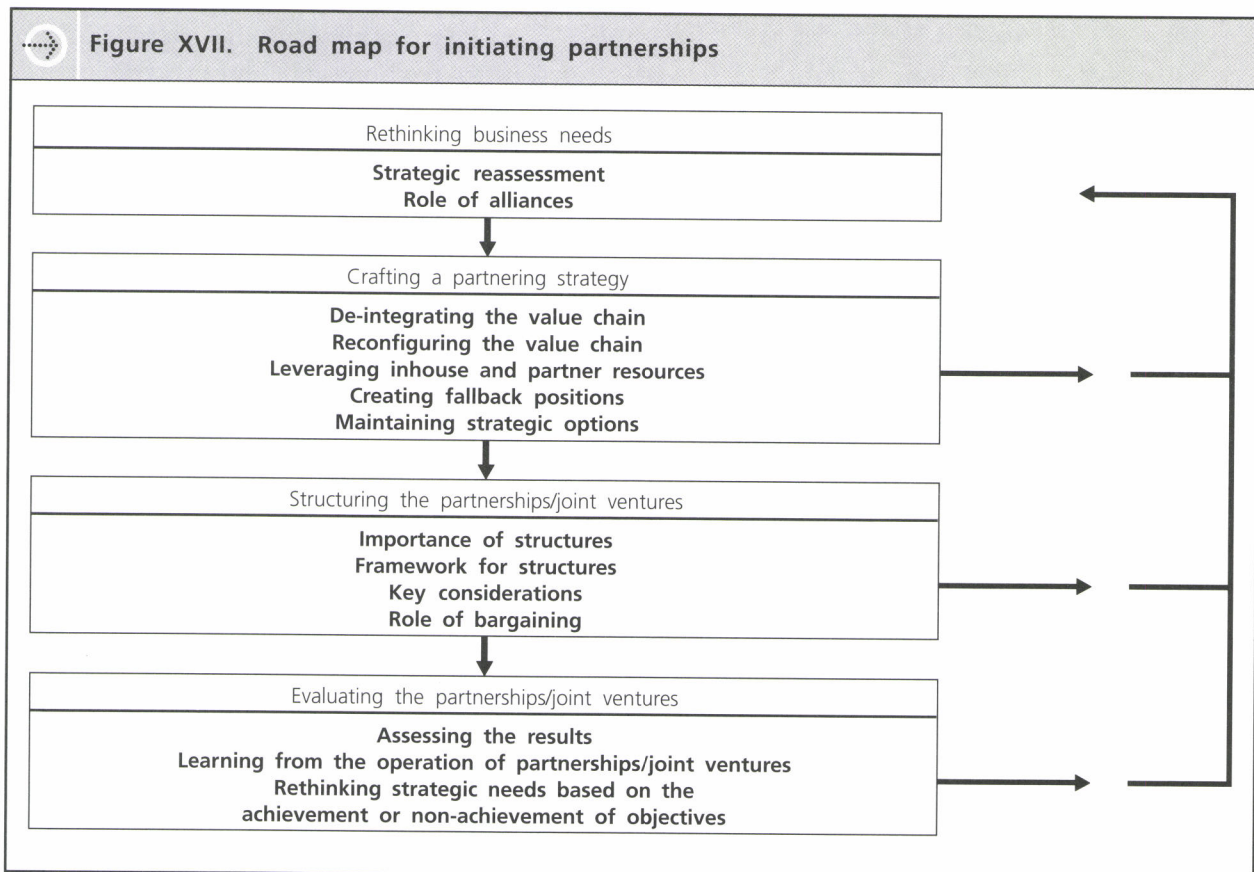 Figure XVII. Road map for initiating partnerships
Rethinking business needs
Strategic reassessment
Role of alliances
Crafting a partnering strategy
De-integrating the value chain
Reconfiguring the value chain
Leveraging inhouse and partner resources
Creating fallback positions
Maintaining strategic options
Structuring the partnerships/joint ventures
Importance of structures
Framework for structures
Key considerations
Role of bargaining
Evaluating the partnerships/joint ventures
Assessing the results
Learning from the operation of partnerships/joint ventures
Rethinking strategic needs based on the
achievement or non-achievement of objectives